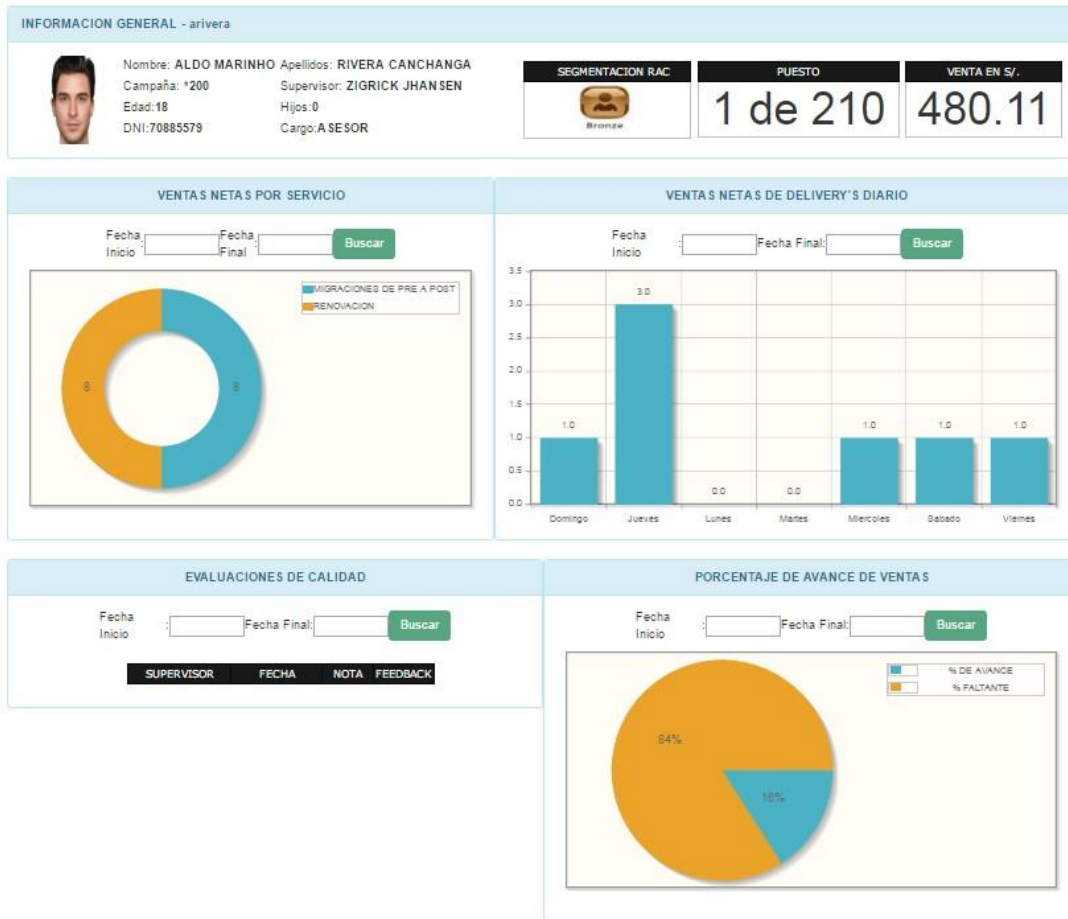 INFORMACION GENERAL - arivera
Nombre: ALDO MARINHO Apellidos: RIVERA CANCHANGA
Campaña: *200 Supervisor: ZIGRICK JHANSEN
Edad:18 Hijos:0
DNI:70885579 Cargo:ASESOR
SEGMENTACION RAC
Bronze
PUESTO
1 de 210
VENTA EN S/.
480.11
VENTAS NETAS POR SERVICIO
Fecha Inicio : Fecha Final : Buscar
MIGRACIONES DE PRE A POST
RENOVACION
8 8
VENTAS NETAS DE DELIVERY'S DIARIO
Fecha Inicio : Fecha Final: Buscar
3.5
3.0
2.5
2.0
1.5
1.0
0.5
0.0
1.0 3.0 0.0 0.0 1.0 1.0 1.0
Domingo Jueves Lunes Martes Miercoles Sabado Viernes
EVALUACIONES DE CALIDAD
Fecha Inicio : Fecha Final: Buscar
SUPERVISOR FECHA NOTA FEEDBACK
PORCENTAJE DE AVANCE DE VENTAS
Fecha Inicio : Fecha Final: Buscar
% DE AVANCE
% FALTANTE
84%
16%